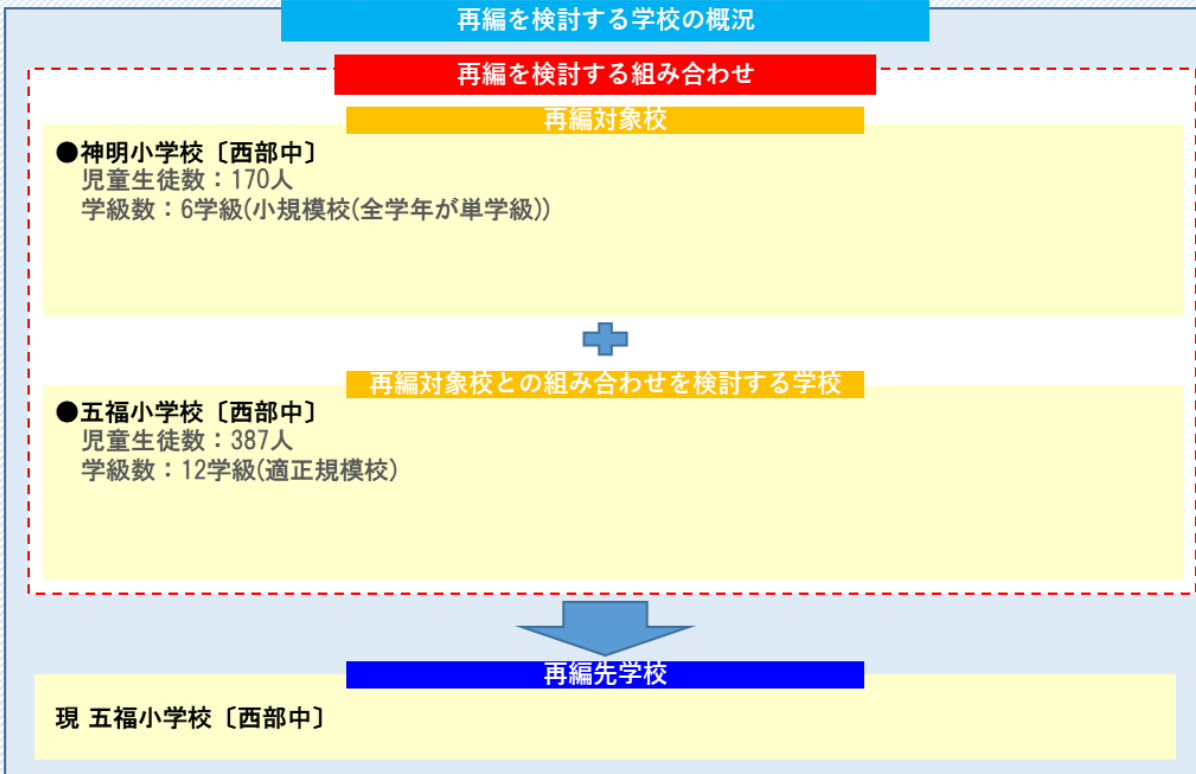 再編を検討する学校の概況
再編を検討する組み合わせ
再編対象校
●神明小学校〔西部中〕
児童生徒数：170人
学級数：6学級(小規模校(全学年が単学級))
再編対象校との組み合わせを検討する学校
●五福小学校〔西部中〕
児童生徒数：387人
学級数：12学級(適正規模校)
再編先学校
現 五福小学校〔西部中〕